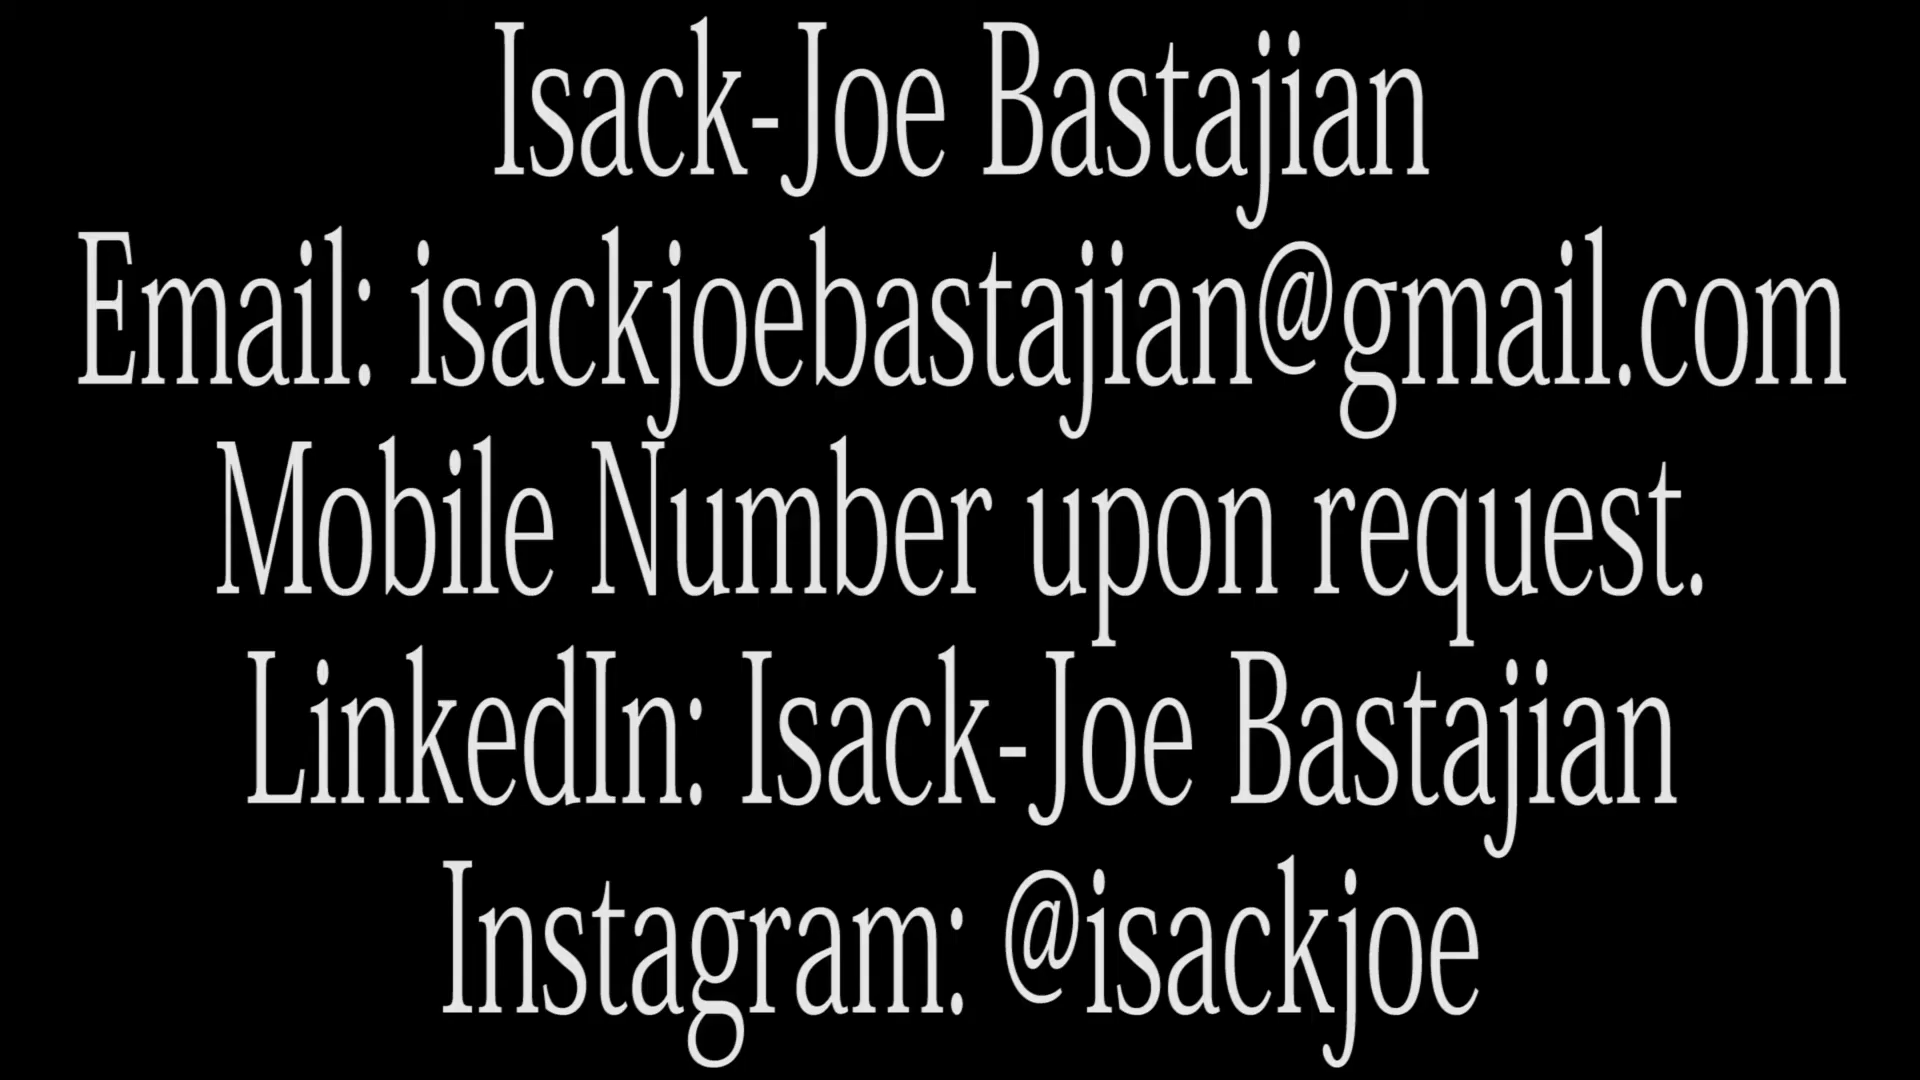 Isack-Joe Bastajian
Email: isackjoebastajian@gmail.com
Mobile Number upon request.
LinkedIn: Isack-Joe Bastajian
Instagram: @isackjoe